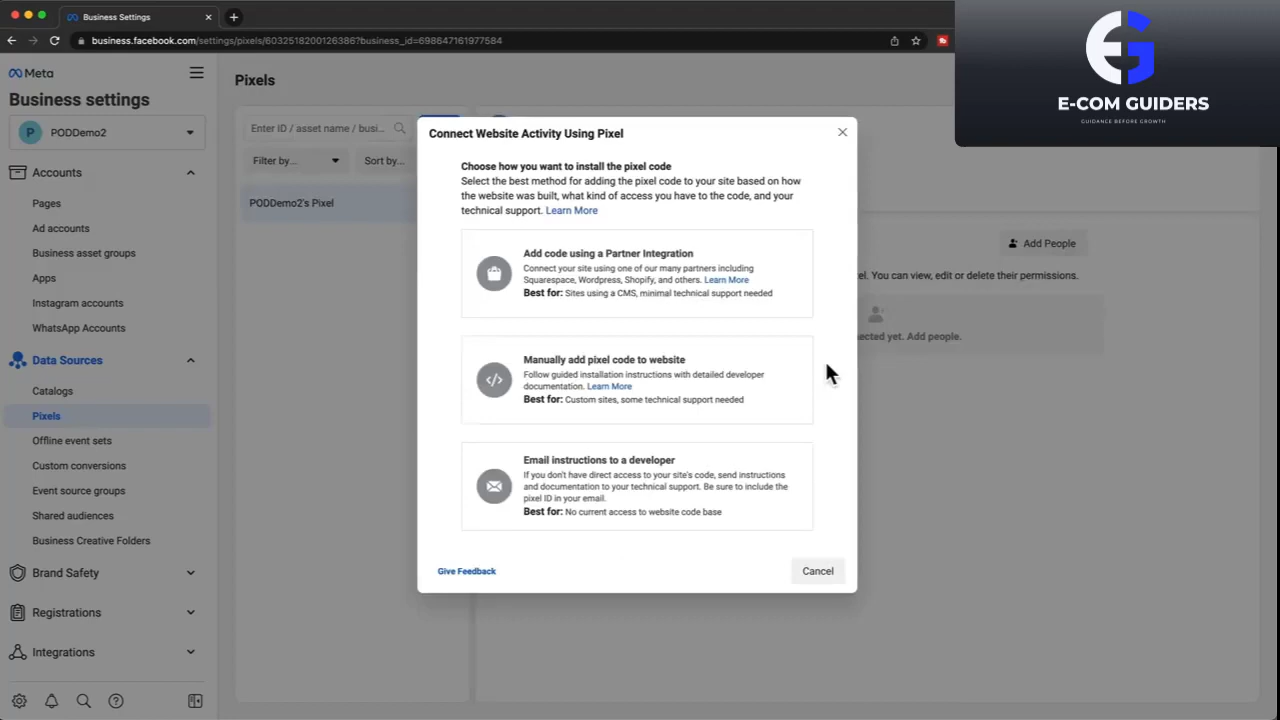 Business Settings
business.facebook.com/settings/pixels/6032518200126386?business_id=698647161977584
E-COM GUIDERS
GUIDANCE BEFORE GROWTH
Meta
Business settings
P PODDemo2
Accounts
Pages
Ad accounts
Business asset groups
Apps
Instagram accounts
WhatsApp Accounts
Data Sources
Catalogs
Pixels
Offline event sets
Custom conversions
Event source groups
Shared audiences
Business Creative Folders
Brand Safety
Registrations
Integrations
Pixels
Enter ID / asset name / busi...
Filter by...
Sort by...
PODDemo2's Pixel
Connect Website Activity Using Pixel
Choose how you want to install the pixel code
Select the best method for adding the pixel code to your site based on how
the website was built, what kind of access you have to the code, and your
technical support. Learn More
Add code using a Partner Integration
Connect your site using one of our many partners including
Squarespace, Wordpress, Shopify, and others. Learn More
Best for: Sites using a CMS, minimal technical support needed
Manually add pixel code to website
Follow guided installation instructions with detailed developer
documentation. Learn More
Best for: Custom sites, some technical support needed
Email instructions to a developer
If you don't have direct access to your site's code, send instructions
and documentation to your technical support. Be sure to include the
pixel ID in your email.
Best for: No current access to website code base
Give Feedback
Cancel
Add People
el. You can view, edit or delete their permissions.
ected yet. Add people.